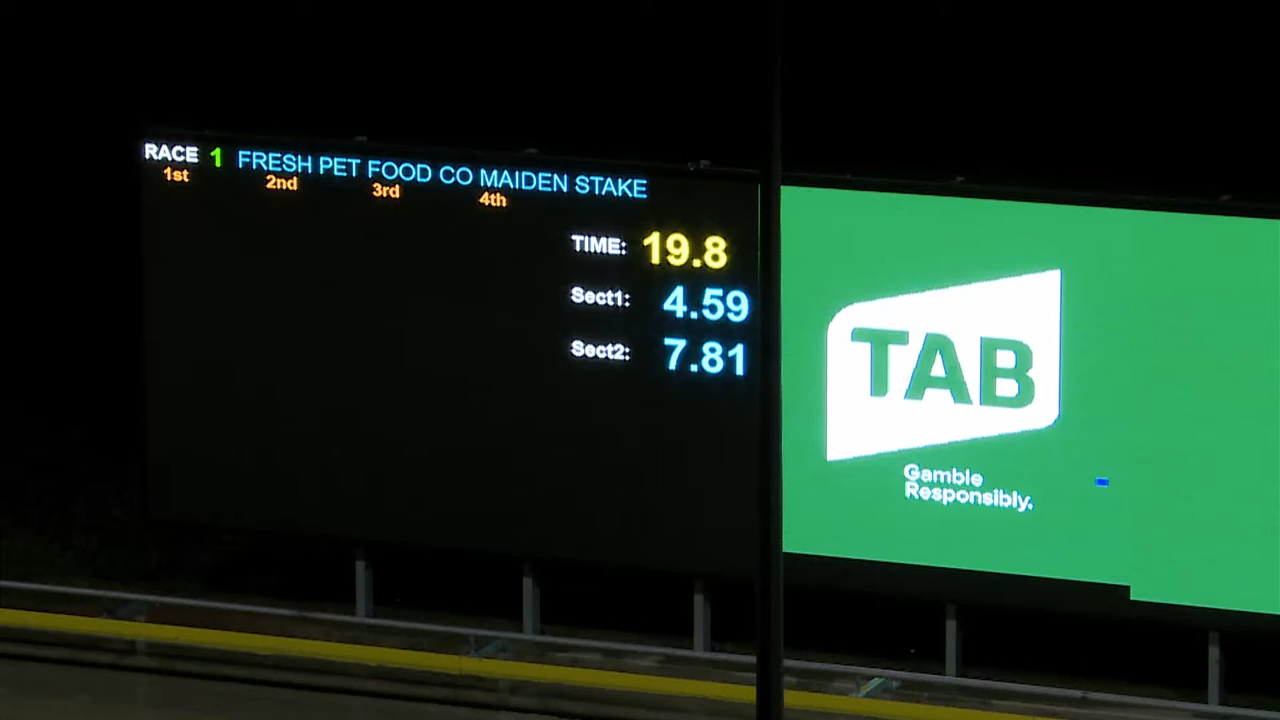 RACE 1 FRESH PET FOOD CO MAIDEN STAKE
1st 2nd 3rd 4th
TIME: 19.8
Sect1: 4.59
Sect2: 7.81
TAB
Gamble
Responsibly.